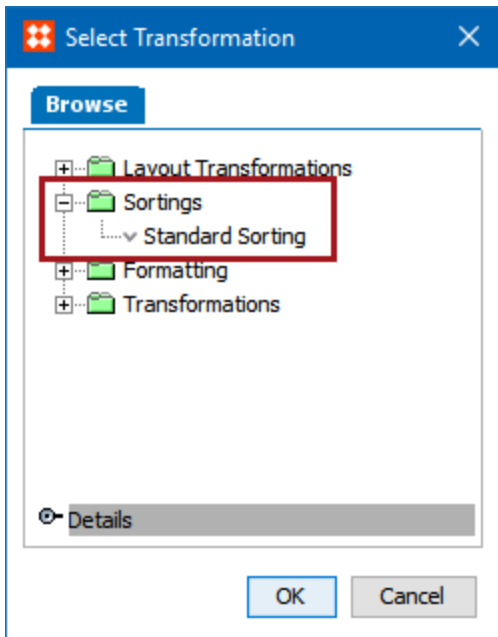 Select Transformation
Browse
Layout Transformations
Sortings
Standard Sorting
Formatting
Transformations
Details
OK Cancel